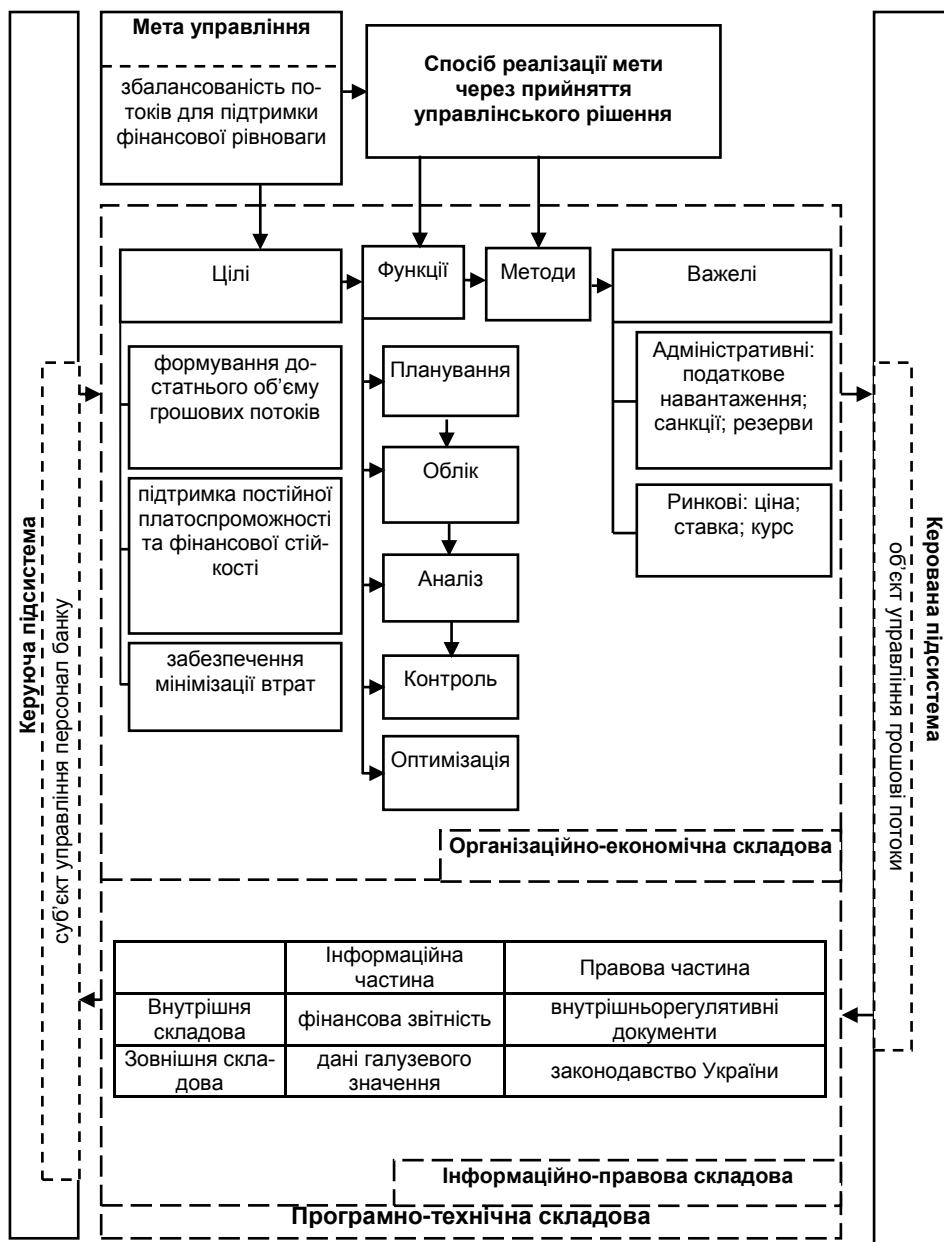 Мета управління
збалансованість по-
токів для підтримки
фінансової рівноваги
Спосіб реалізації мети
через прийняття
управлінського рішення
Цілі
Функції
Методи
Важелі
формування до-
статнього об’єму
грошових потоків
підтримка постійної
платоспроможності
та фінансової стій-
кості
забезпечення
мінімізації втрат
Планування
Облік
Аналіз
Контроль
Оптимізація
Адміністративні:
податкове
навантаження;
санкції; резерви
Ринкові: ціна;
ставка; курс
Організаційно-економічна складова
Керуюча підсистема
суб’єкт управління персонал банку
Керована підсистема
об’єкт управління грошові потоки
Інформаційна
частина
Правова частина
Внутрішня
складова
фінансова звітність
внутрішньорегулятивні
документи
Зовнішня скла-
дова
дані галузевого
значення
законодавство України
Інформаційно-правова складова
Програмно-технічна складова